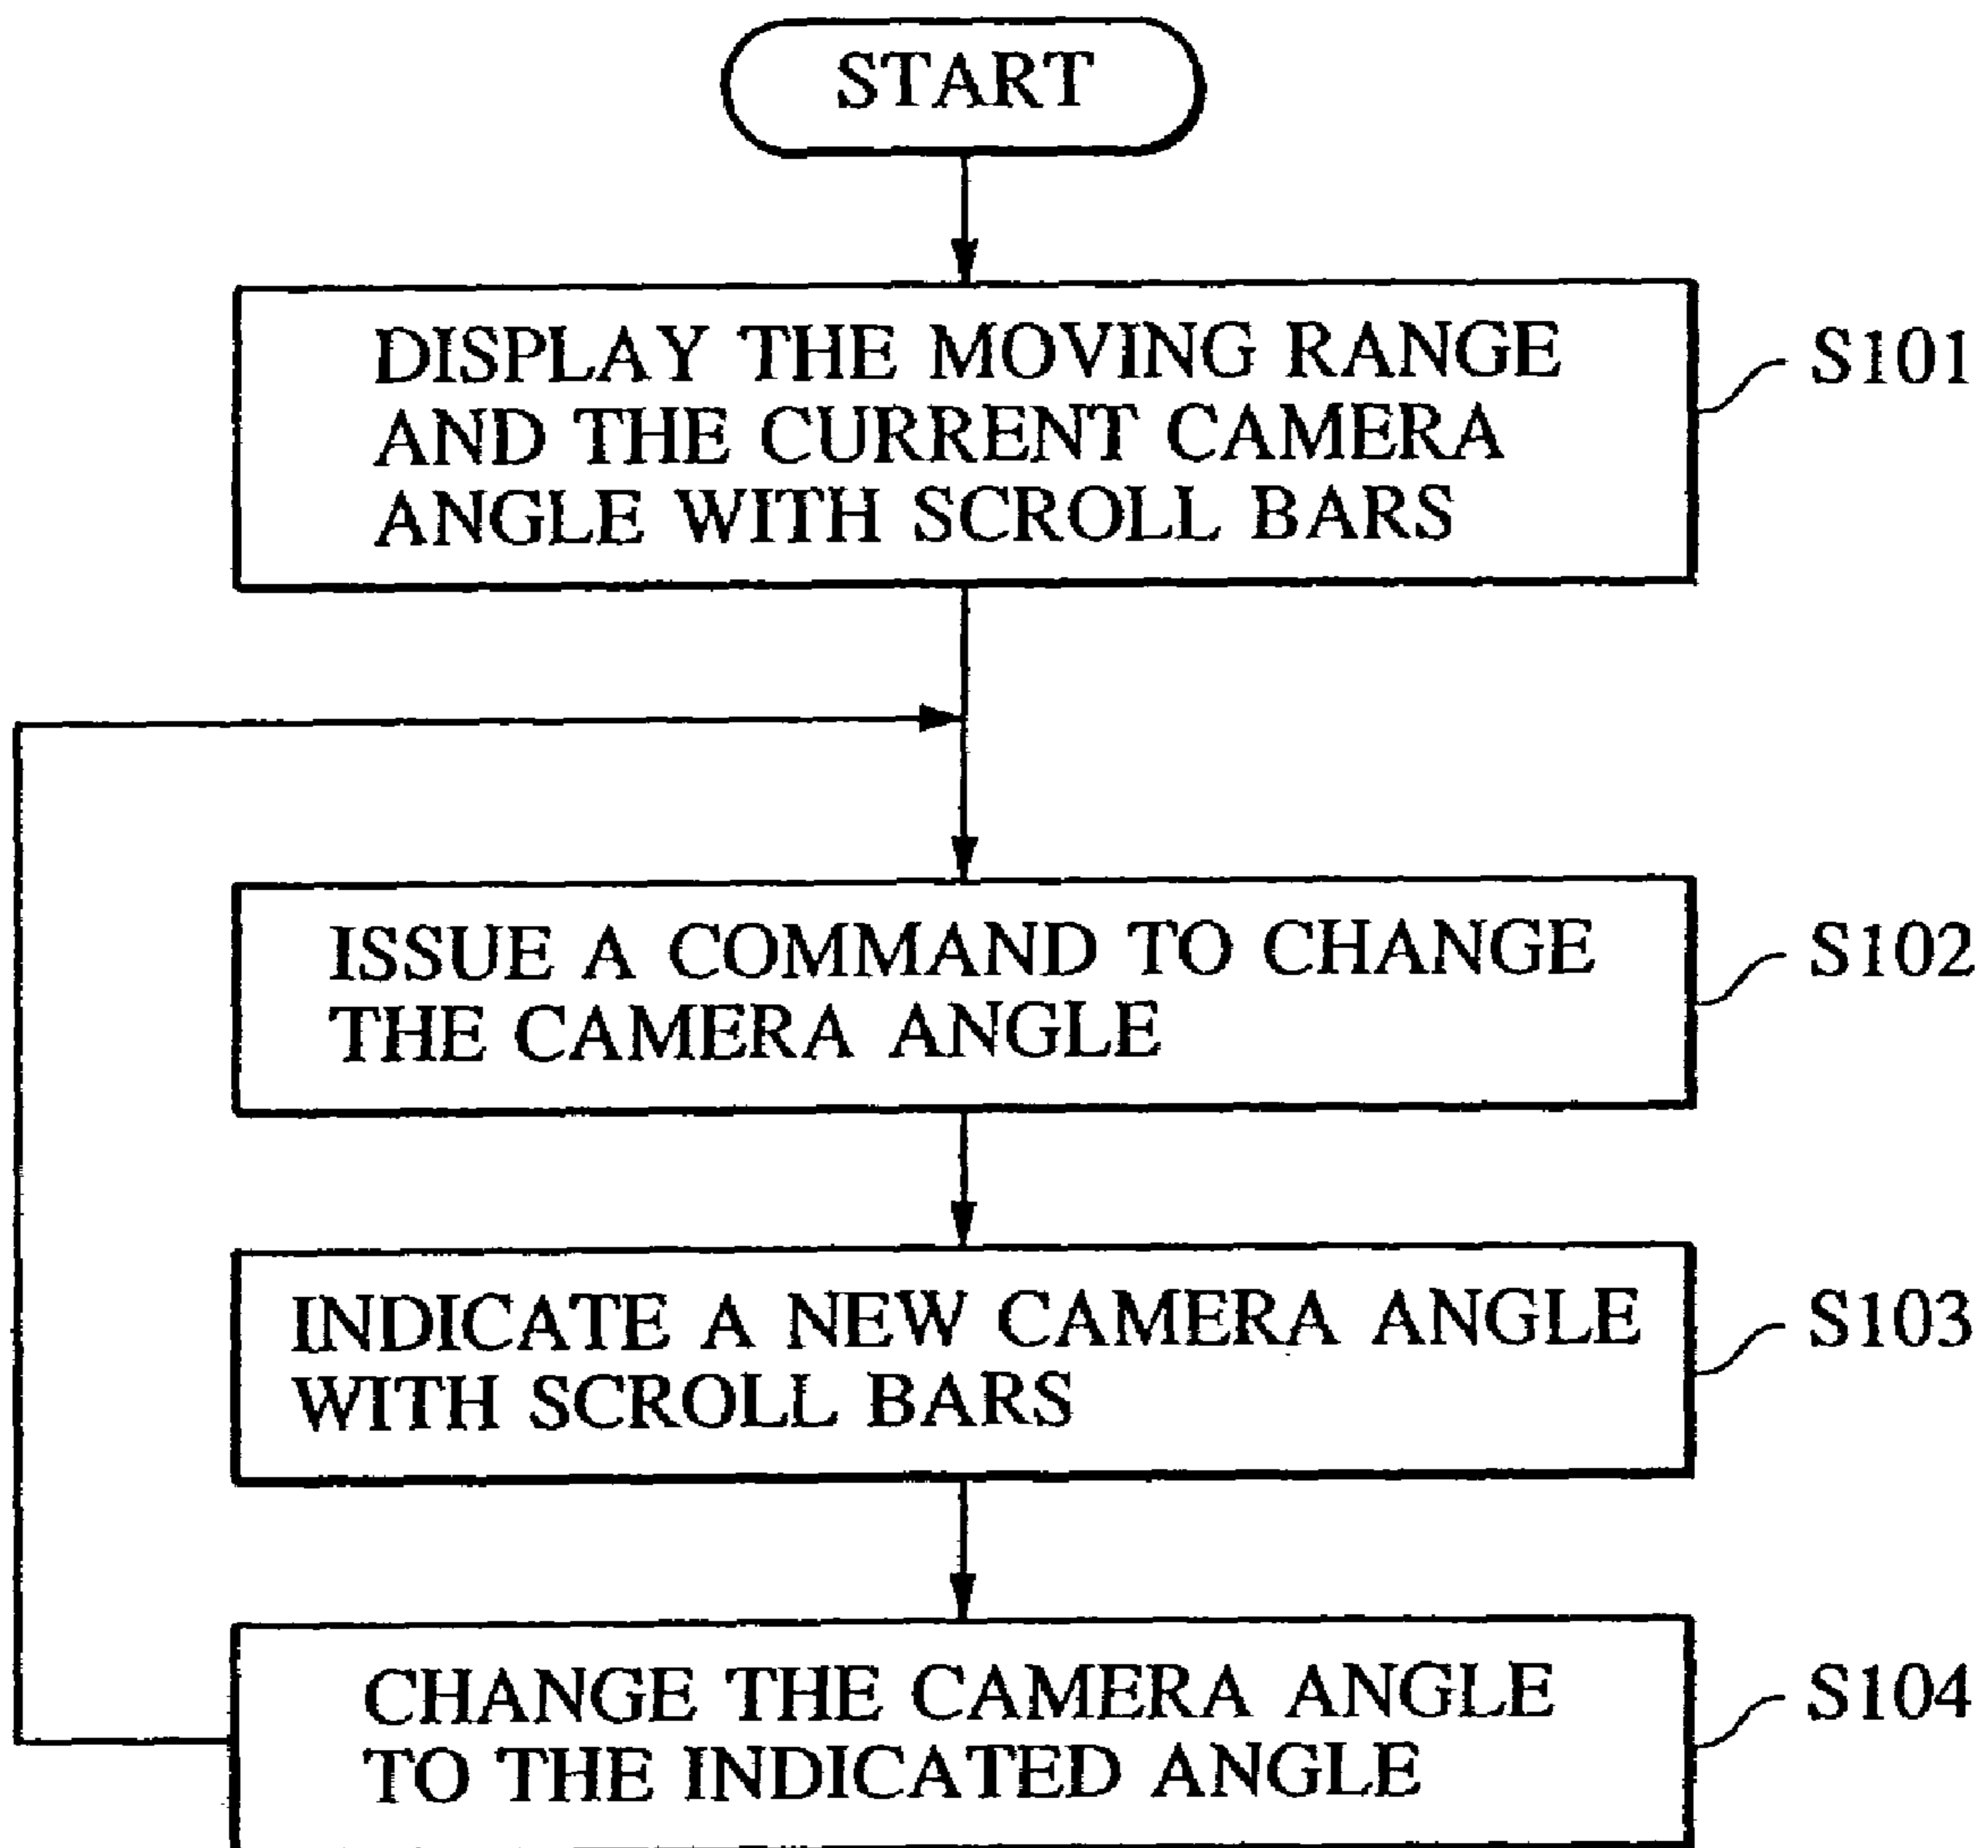 START
DISPLAY THE MOVING RANGE
AND THE CURRENT CAMERA
ANGLE WITH SCROLL BARS
S101
ISSUE A COMMAND TO CHANGE
THE CAMERA ANGLE
S102
INDICATE A NEW CAMERA ANGLE
WITH SCROLL BARS
S103
CHANGE THE CAMERA ANGLE
TO THE INDICATED ANGLE
S104